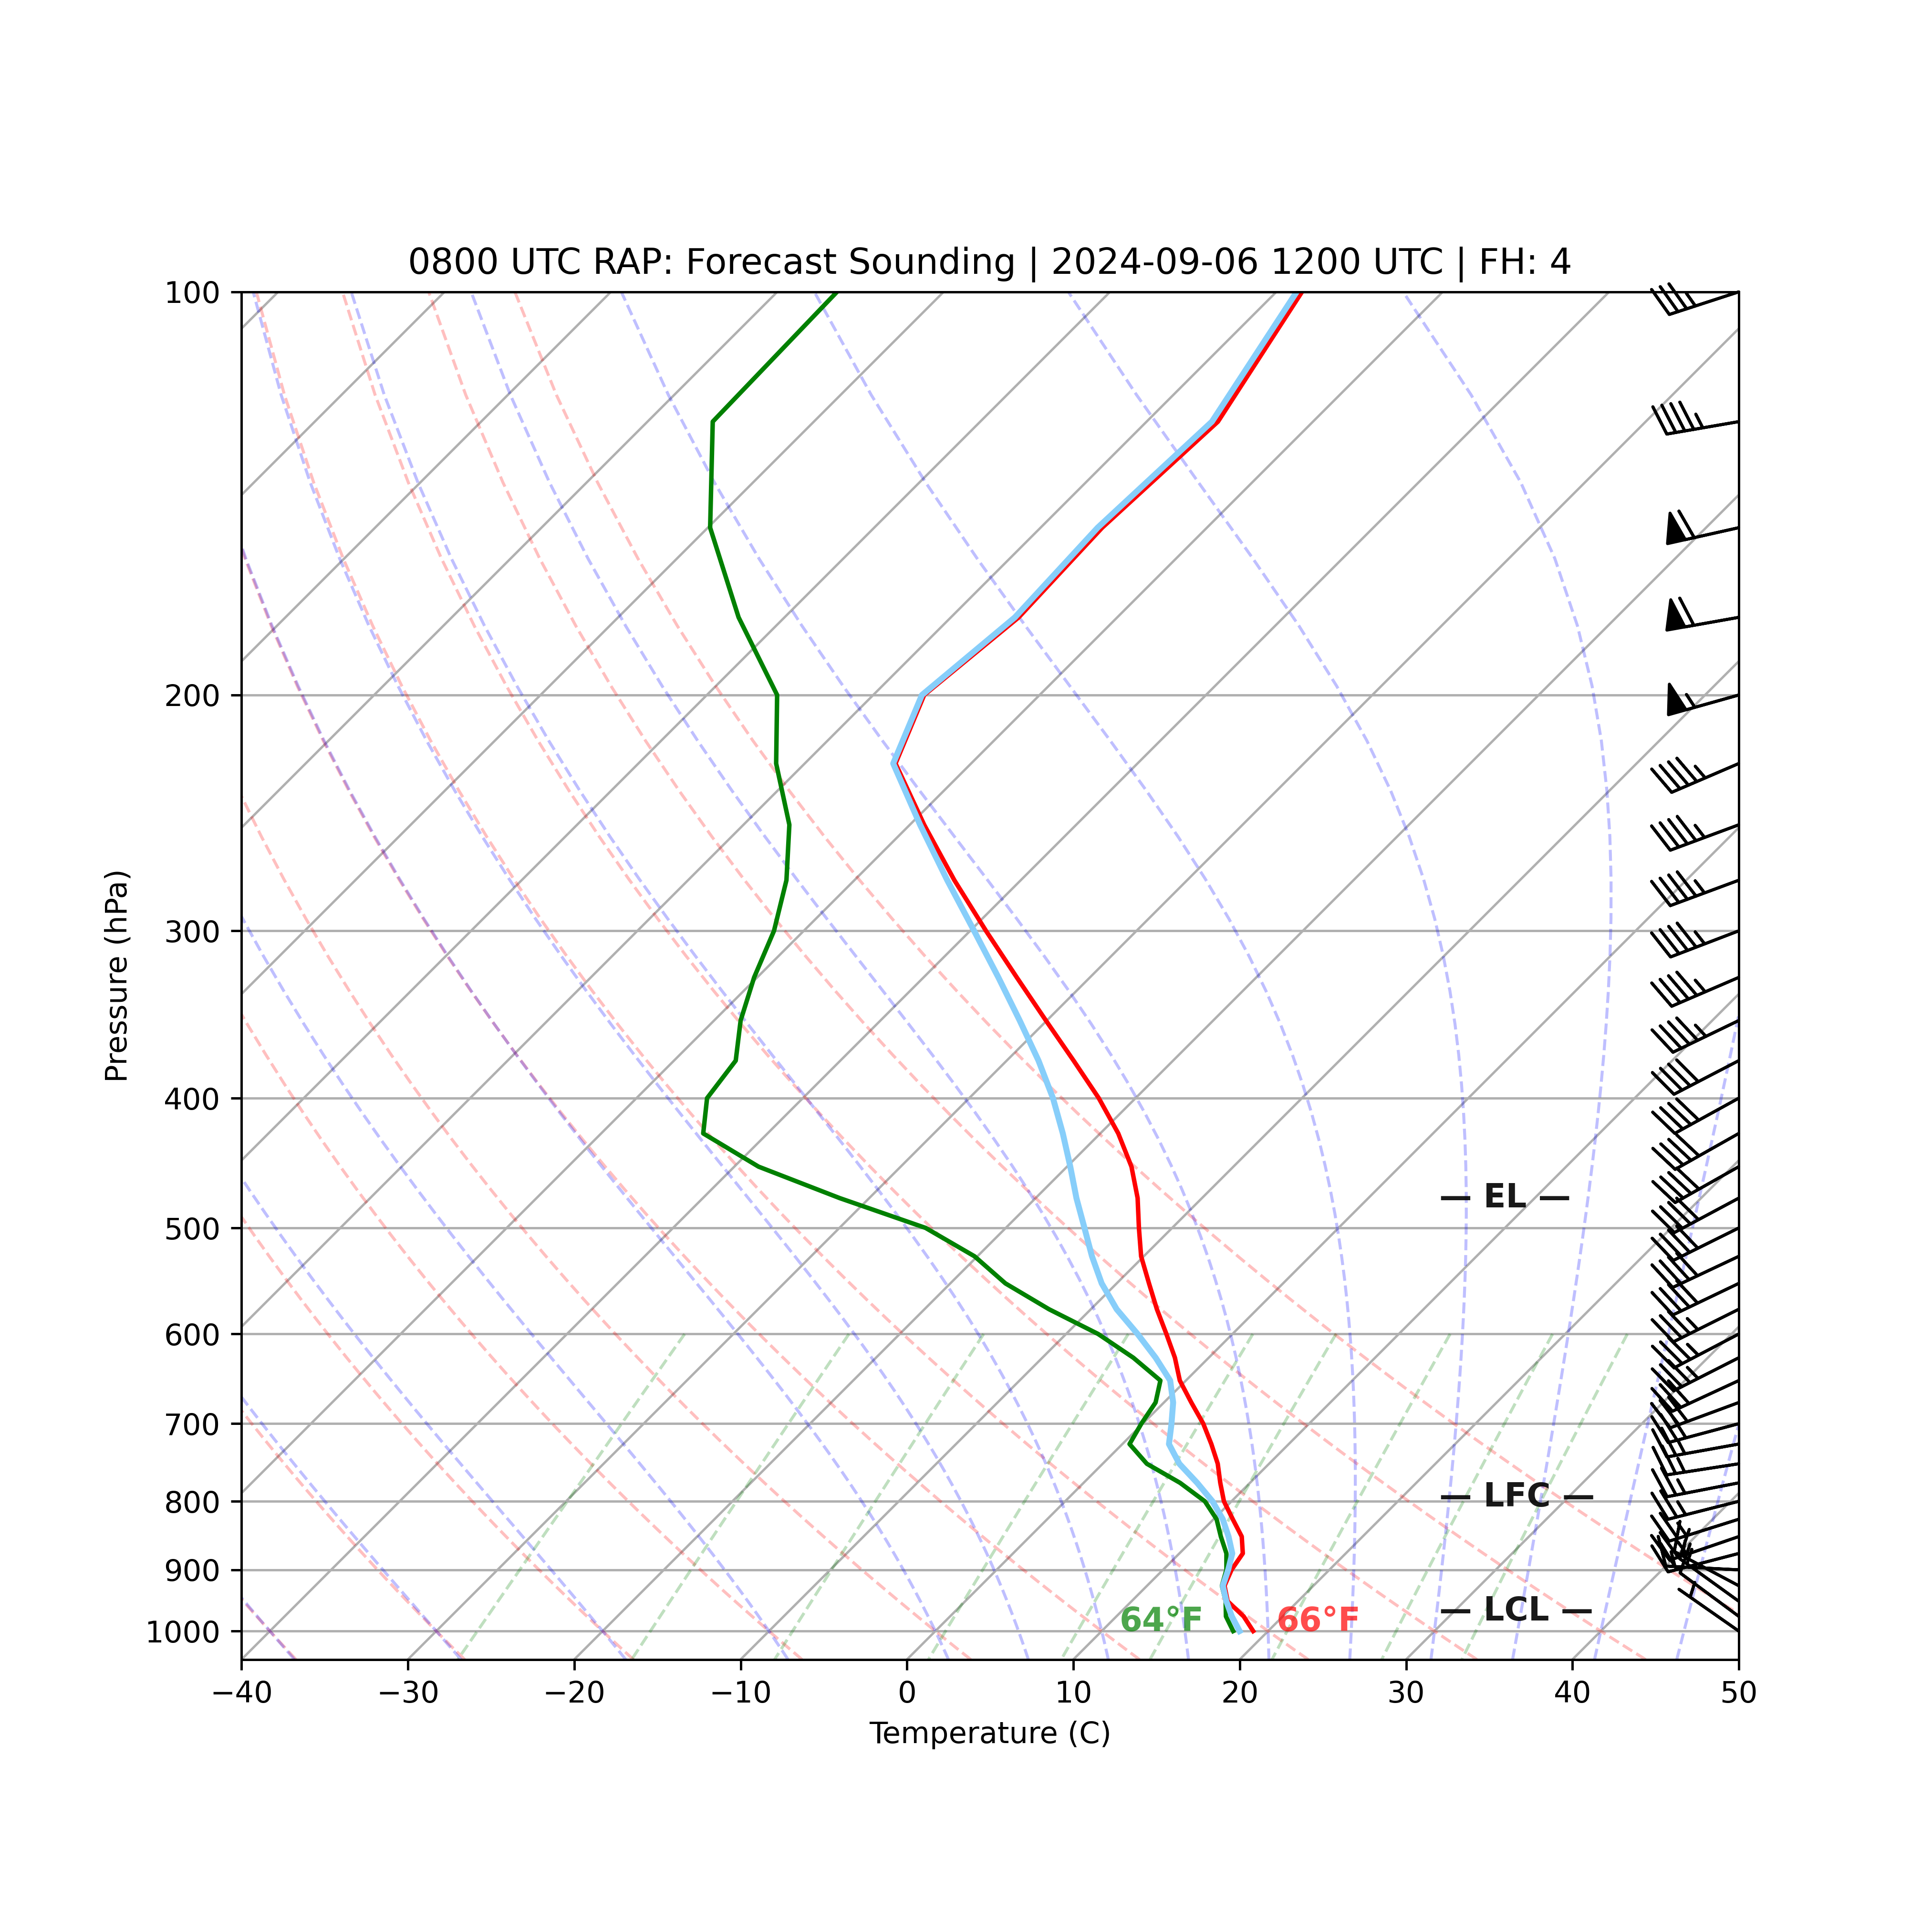 0800 UTC RAP: Forecast Sounding | 2024-09-06 1200 UTC | FH: 4
100
200
300
400
500
600
700
800
900
1000
Pressure (hPa)
— EL —
— LFC —
— LCL —
64°F
66°F
−40 −30 −20 −10 0 10 20 30 40 50
Temperature (C)